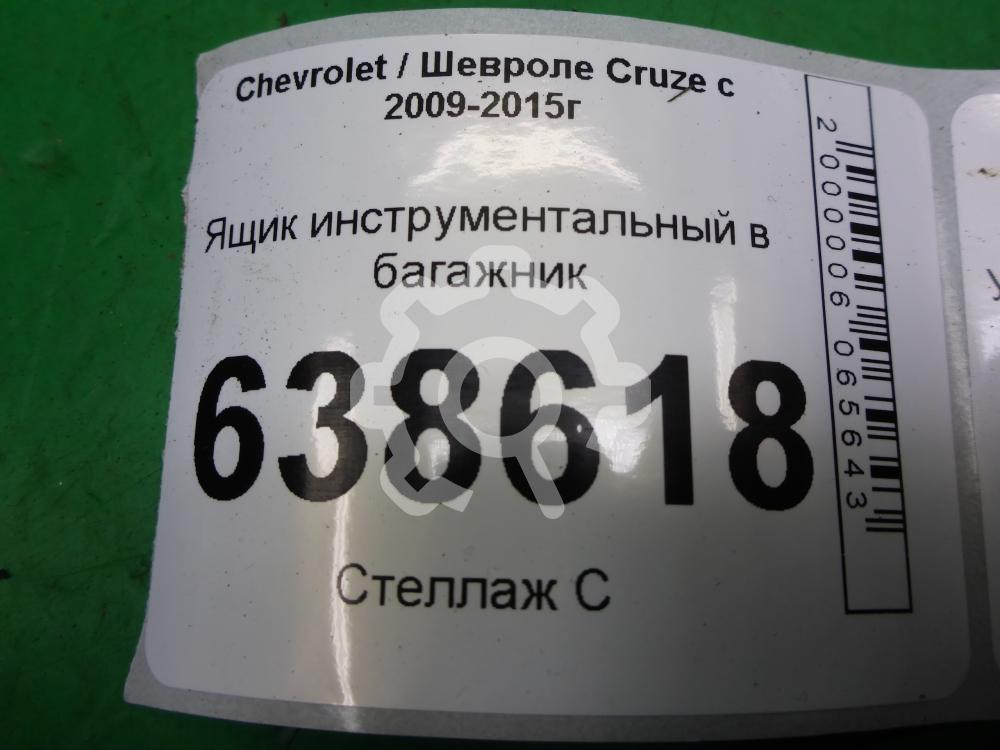 Chevrolet / Шевроле Cruze с
2009-2015г
Ящик инструментальный в
багажник
638618
Стеллаж С
2000006065643